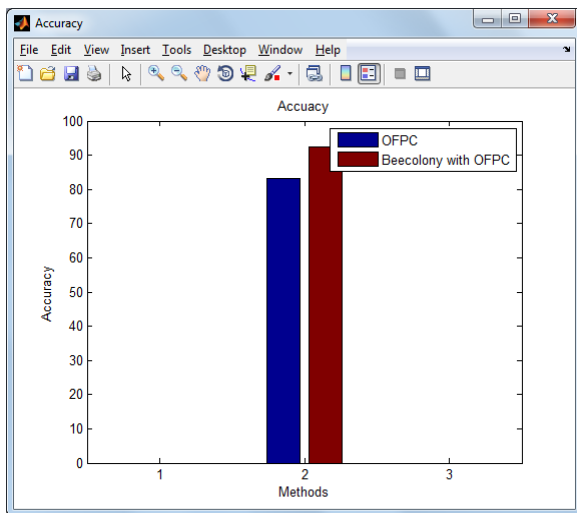 Accuracy
File Edit View Insert Tools Desktop Window Help
Accuacy
OFPC
Beecolony with OFPC
Accuracy
100
90
80
70
60
50
40
30
20
10
0
1 2 3
Methods